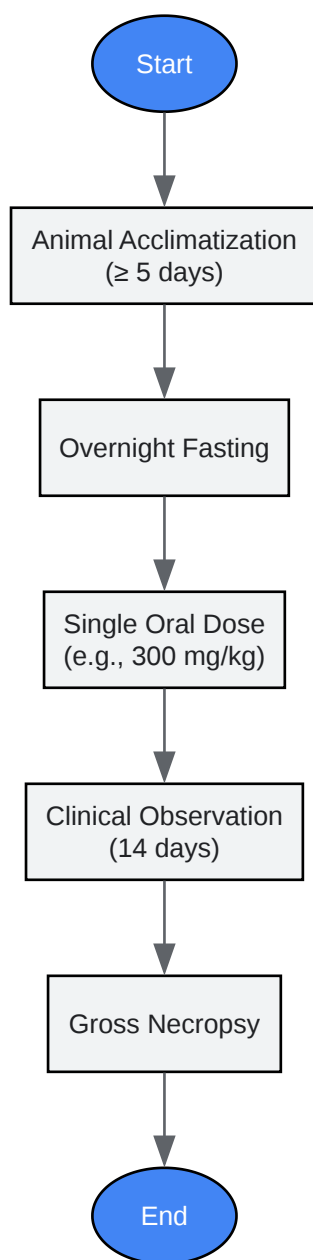 Start
Animal Acclimatization
(≥ 5 days)
Overnight Fasting
Single Oral Dose
(e.g., 300 mg/kg)
Clinical Observation
(14 days)
Gross Necropsy
End